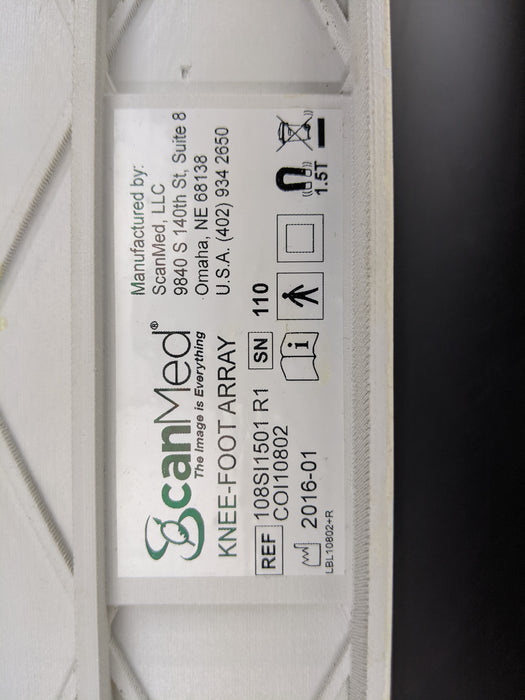 ScanMed®
The Image is Everything
KNEE-FOOT ARRAY
Manufactured by:
ScanMed, LLC
9840 S 140th St, Suite 8
Omaha, NE 68138
U.S.A. (402) 934 2650
REF 108SI1501 R1 SN 110
COI10802
2016-01
1.5T
LBL10802+R